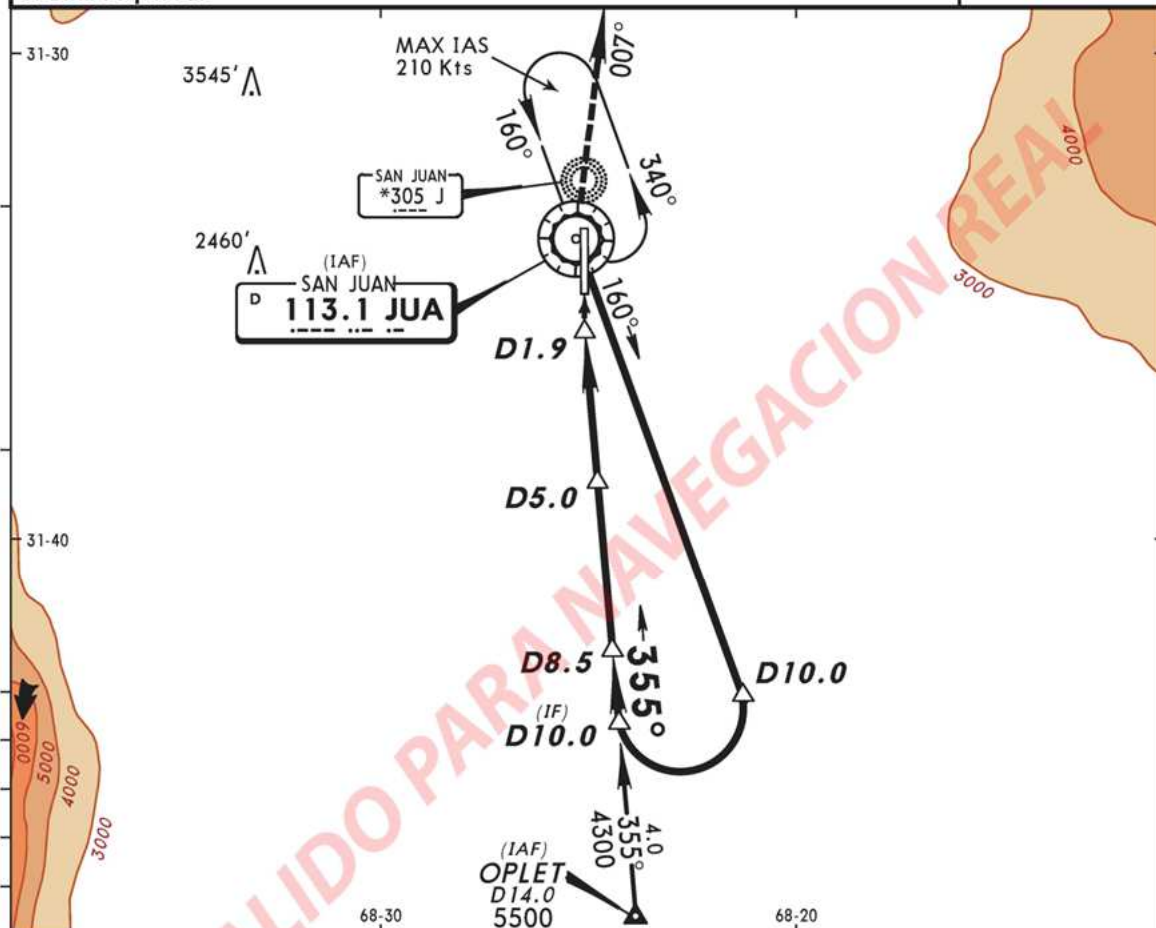 31-30
MAX IAS
210 Kts
3545'
007°
160°
340°
4000
SAN JUAN
*305 J
2460'
(IAF)
SAN JUAN
D 113.1 JUA
160°
3000
D1.9
D5.0
31-40
D8.5
355°
D10.0
(IF)
D10.0
6000
5000
4000
3000
4.0
355°
4300
(IAF)
OPLET
D14.0
5500
68-30
68-20
ALIDO PARA NAVEGACION REAL